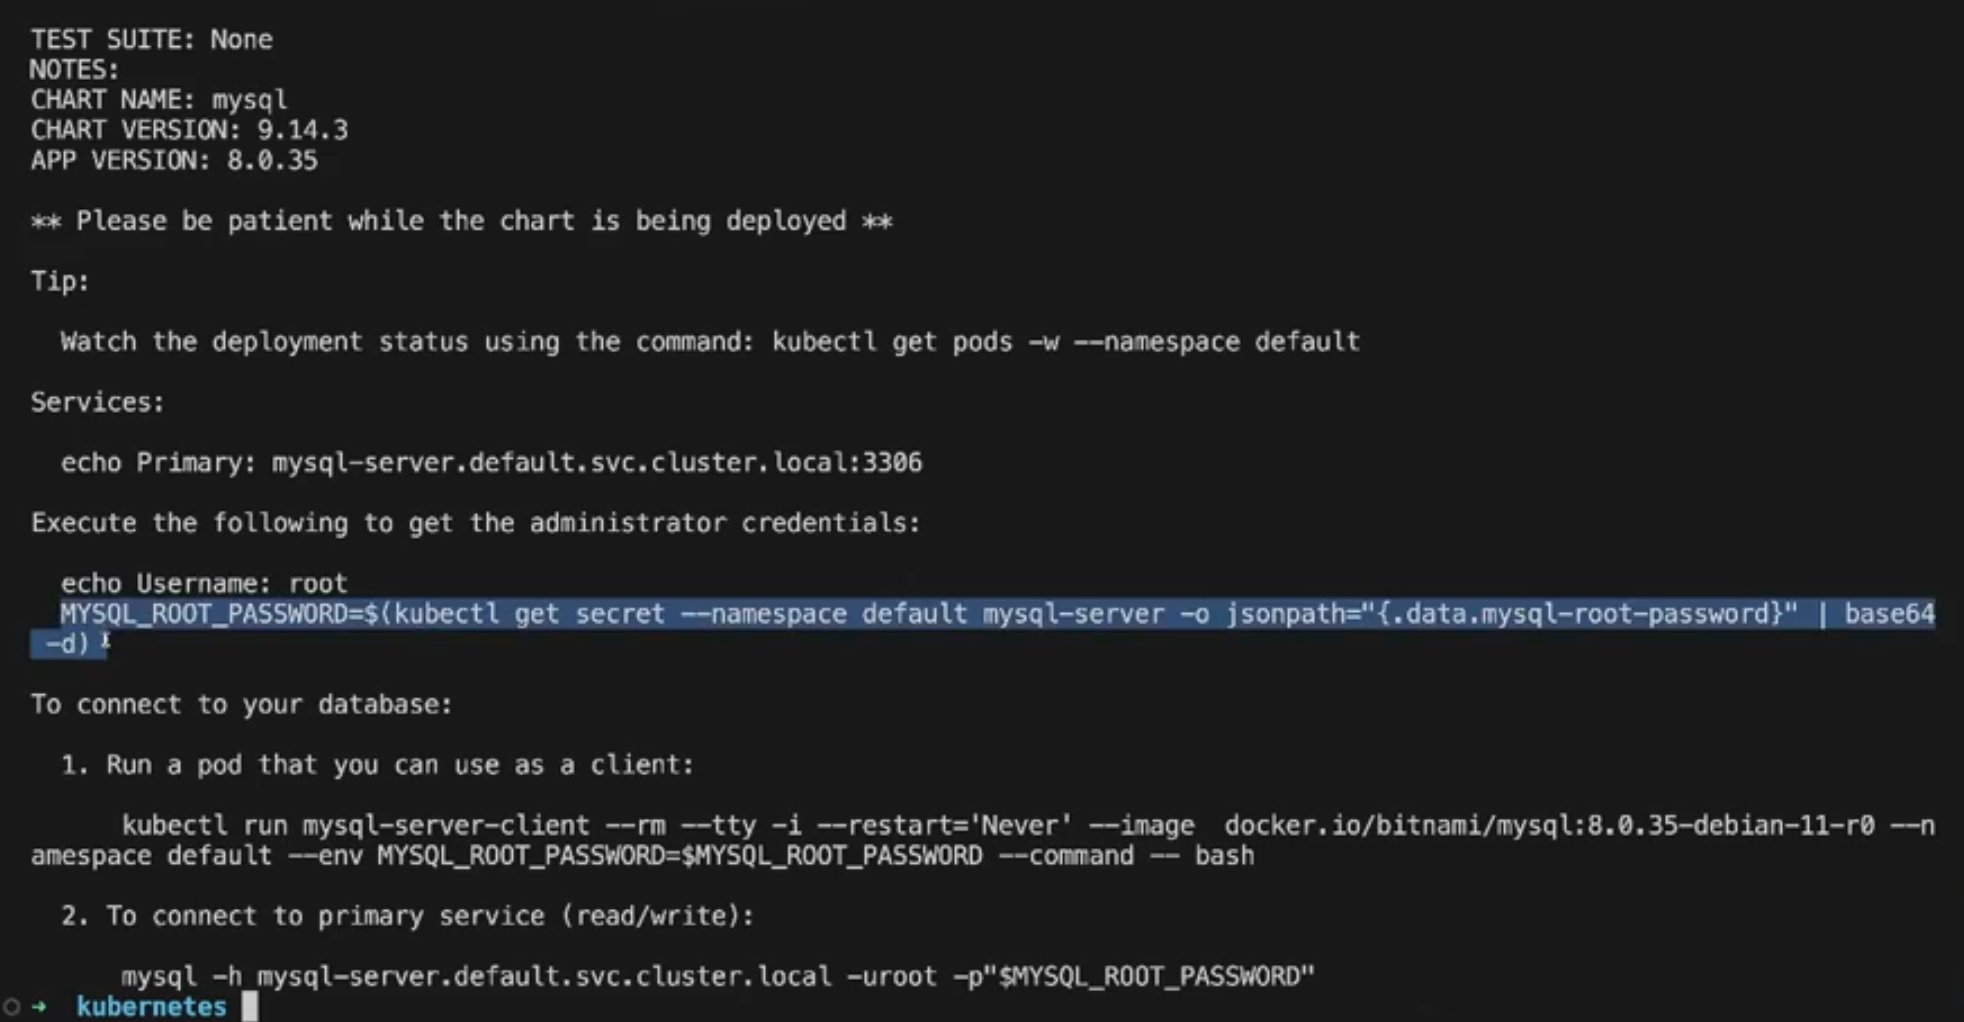 TEST SUITE: None
NOTES:
CHART NAME: mysql
CHART VERSION: 9.14.3
APP VERSION: 8.0.35
** Please be patient while the chart is being deployed **
Tip:
Watch the deployment status using the command: kubectl get pods -w --namespace default
Services:
echo Primary: mysql-server.default.svc.cluster.local:3306
Execute the following to get the administrator credentials:
echo Username: root
MYSQL_ROOT_PASSWORD=$(kubectl get secret --namespace default mysql-server -o jsonpath="{.data.mysql-root-password}" | base64
-d)
To connect to your database:
1. Run a pod that you can use as a client:
kubectl run mysql-server-client --rm --tty -i --restart='Never' --image  docker.io/bitnami/mysql:8.0.35-debian-11-r0 --n
amespace default --env MYSQL_ROOT_PASSWORD=$MYSQL_ROOT_PASSWORD --command -- bash
2. To connect to primary service (read/write):
mysql -h mysql-server.default.svc.cluster.local -uroot -p"$MYSQL_ROOT_PASSWORD"
→ kubernetes